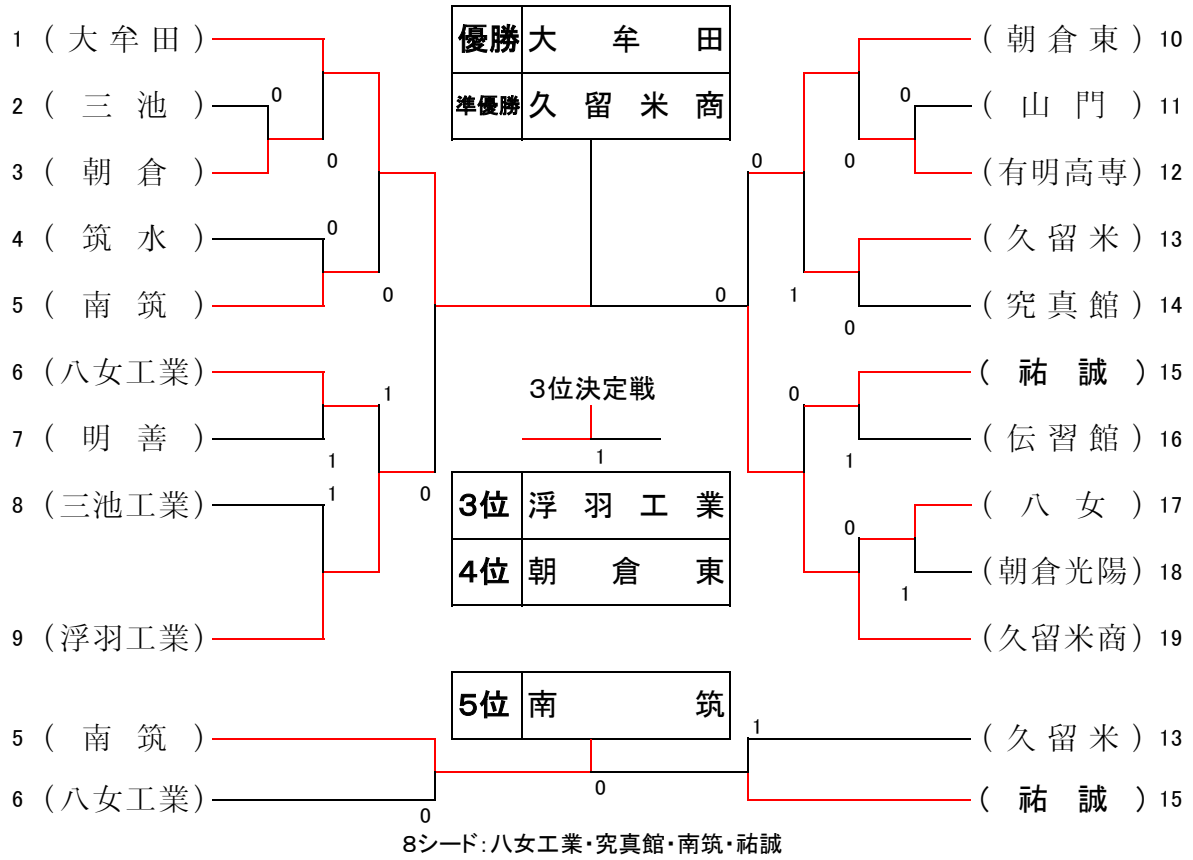 優勝 大牟田
準優勝 久留米商
1 (大牟田)
2 (三池)
0
3 (朝倉)
0
4 (筑水)
0
5 (南筑)
0
6 (八女工業)
1
7 (明善)
1
8 (三池工業)
1
0
9 (浮羽工業)
(朝倉東) 10
0
(山門) 11
0
0
(有明高専) 12
(久留米) 13
0
1
(究真館) 14
0
(祐誠) 15
0
(伝習館) 16
1
(八女) 17
0
(朝倉光陽) 18
1
(久留米商) 19
3位決定戦
1
3位 浮羽工業
4位 朝倉東
5位 南筑
5 (南筑)
6 (八女工業)
0
0
1
(久留米) 13
(祐誠) 15
8シード:八女工業・究真館・南筑・祐誠